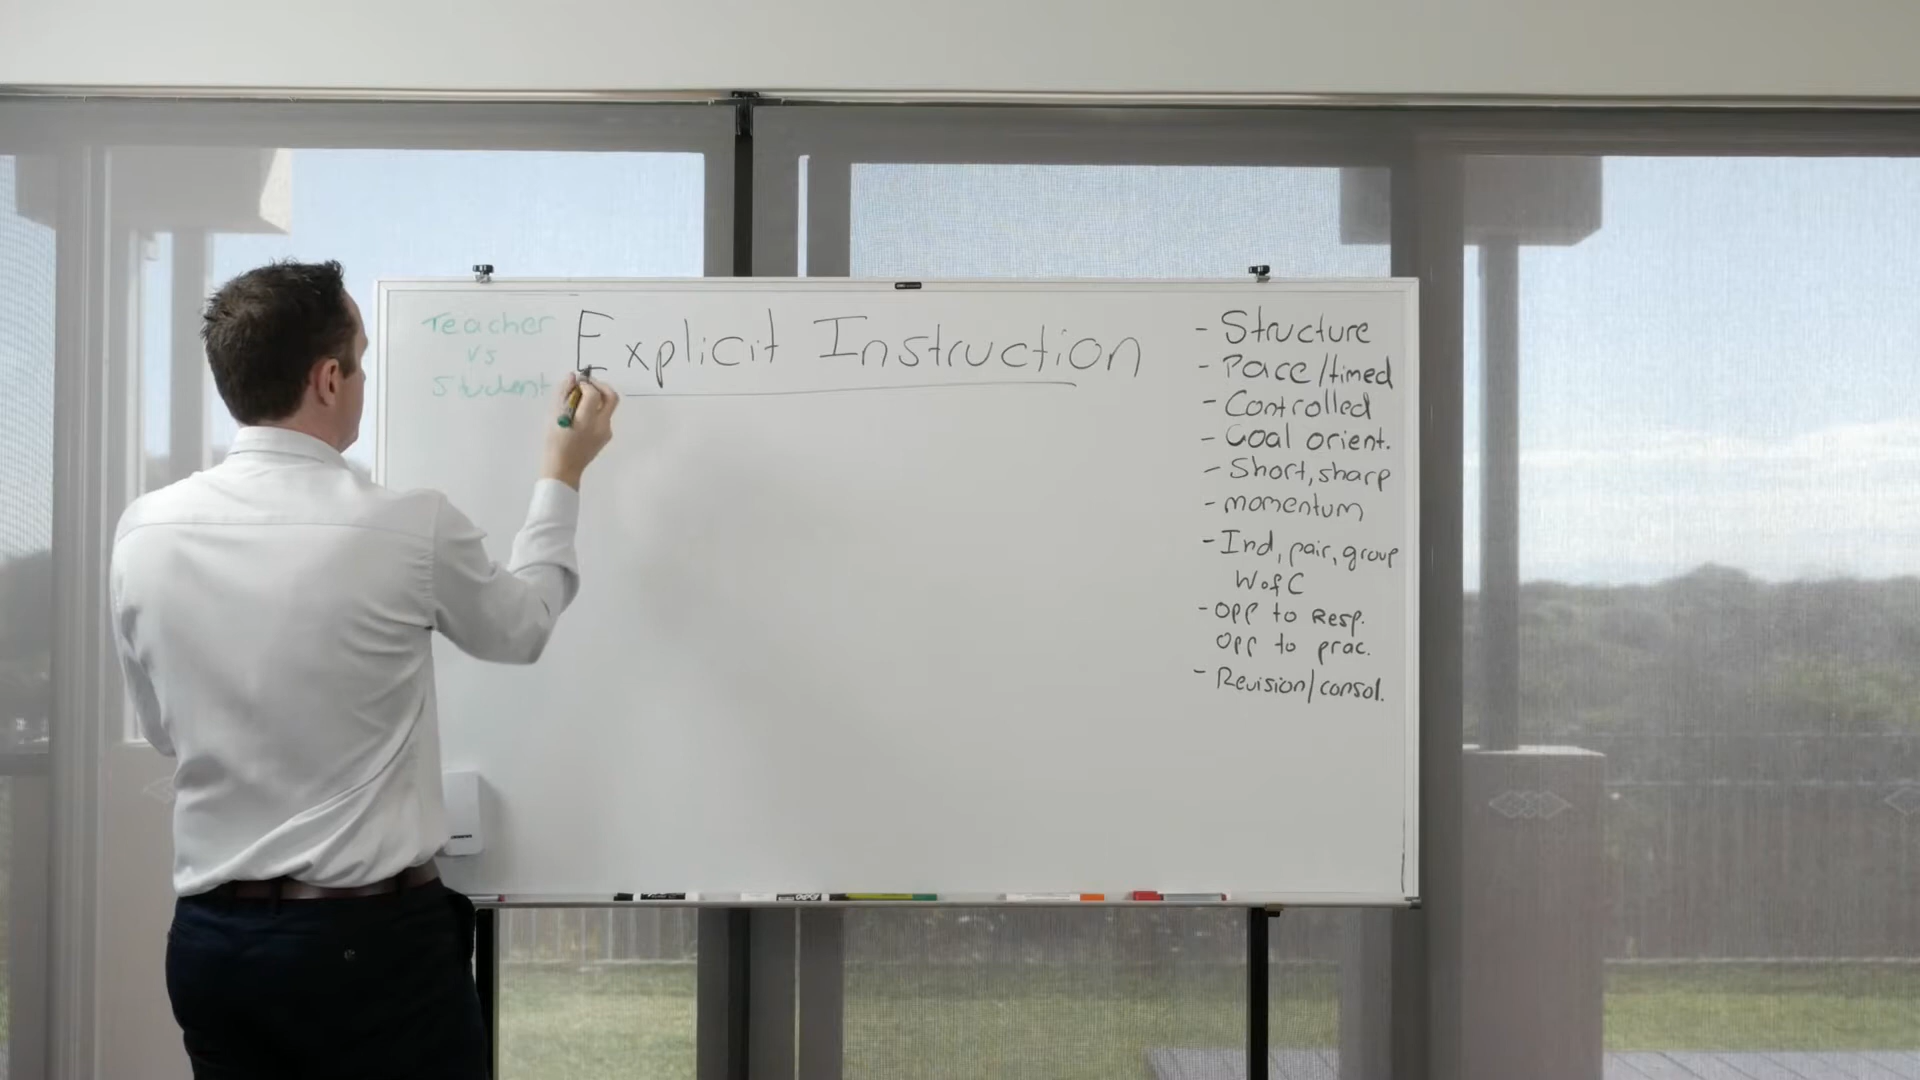 Teacher
vs
Student
Explicit Instruction
- Structure
- Pace/timed
- Controlled
- Goal orient.
- Short, sharp
- momentum
- Ind, pair, group
W of C
- Opp to Resp.
Opp to prac.
- Revision/consol.